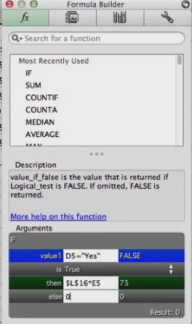 Formula Builder
fx
Search for a function
Most Recently Used
IF
SUM
COUNTIF
COUNTA
MEDIAN
AVERAGE
MAX
Description
value_if_false is the value that is returned if
Logical_test is FALSE. If omitted, FALSE is
returned.
More help on this function
Arguments
IF
value1 D5="Yes" FALSE
is True
then $L$16*E5 75
else 0 0
Result: 0